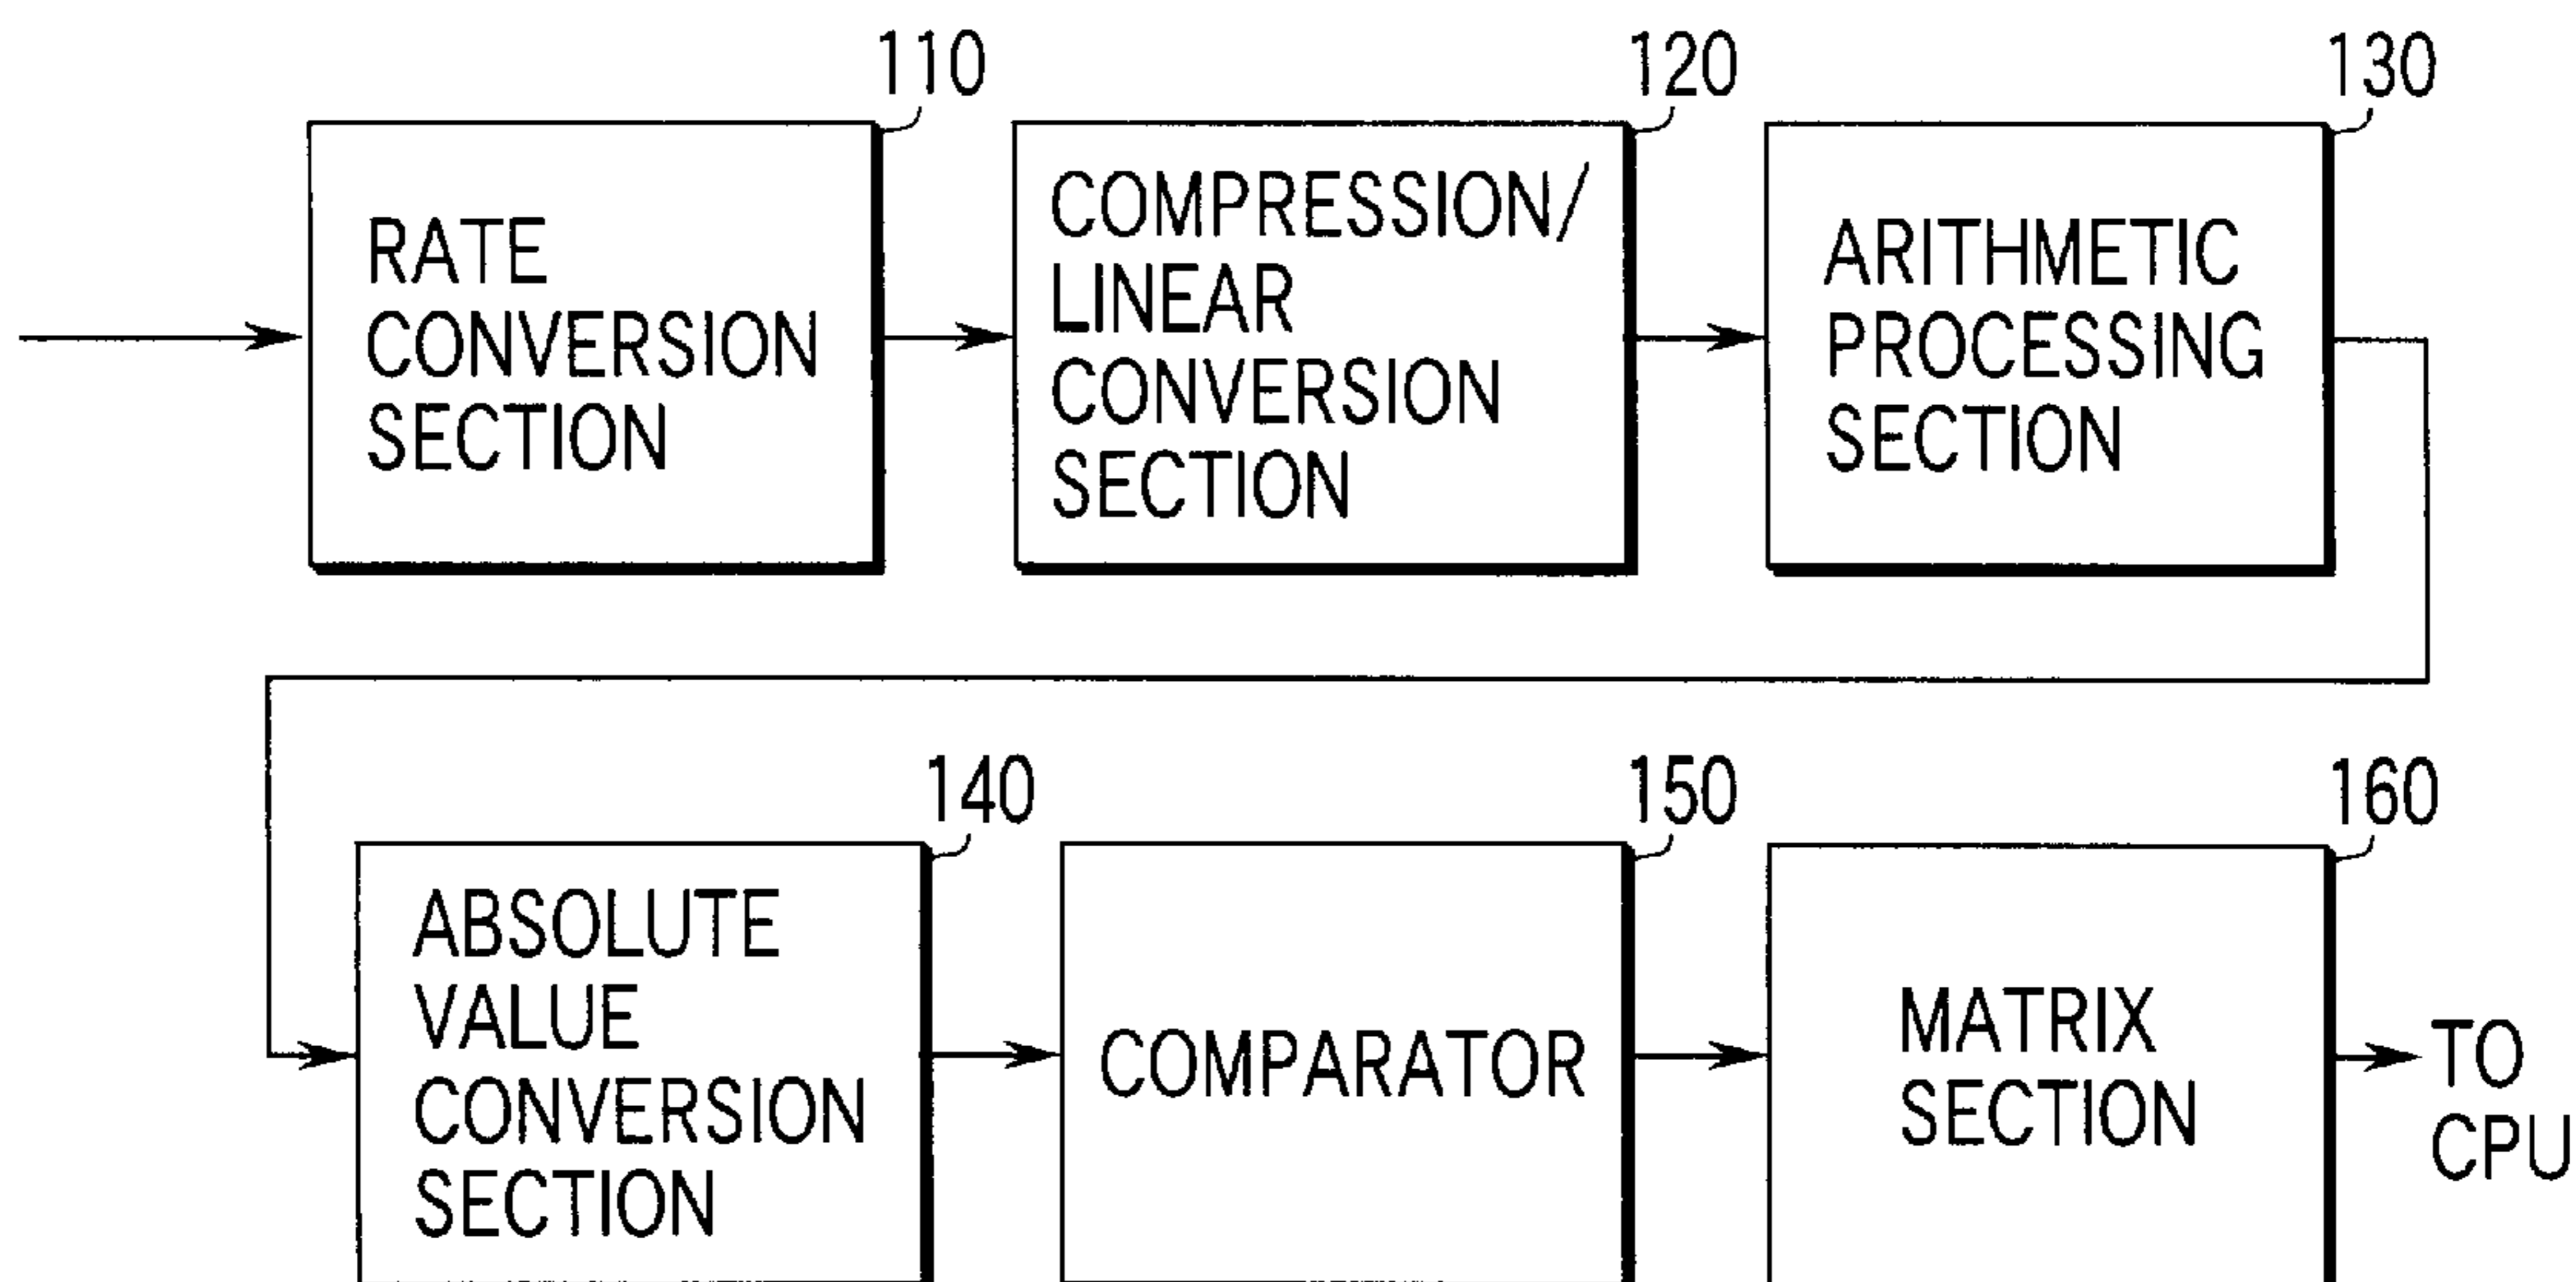 110
RATE
CONVERSION
SECTION
120
COMPRESSION/
LINEAR
CONVERSION
SECTION
130
ARITHMETIC
PROCESSING
SECTION
140
ABSOLUTE
VALUE
CONVERSION
SECTION
150
COMPARATOR
160
MATRIX
SECTION
TO
CPU